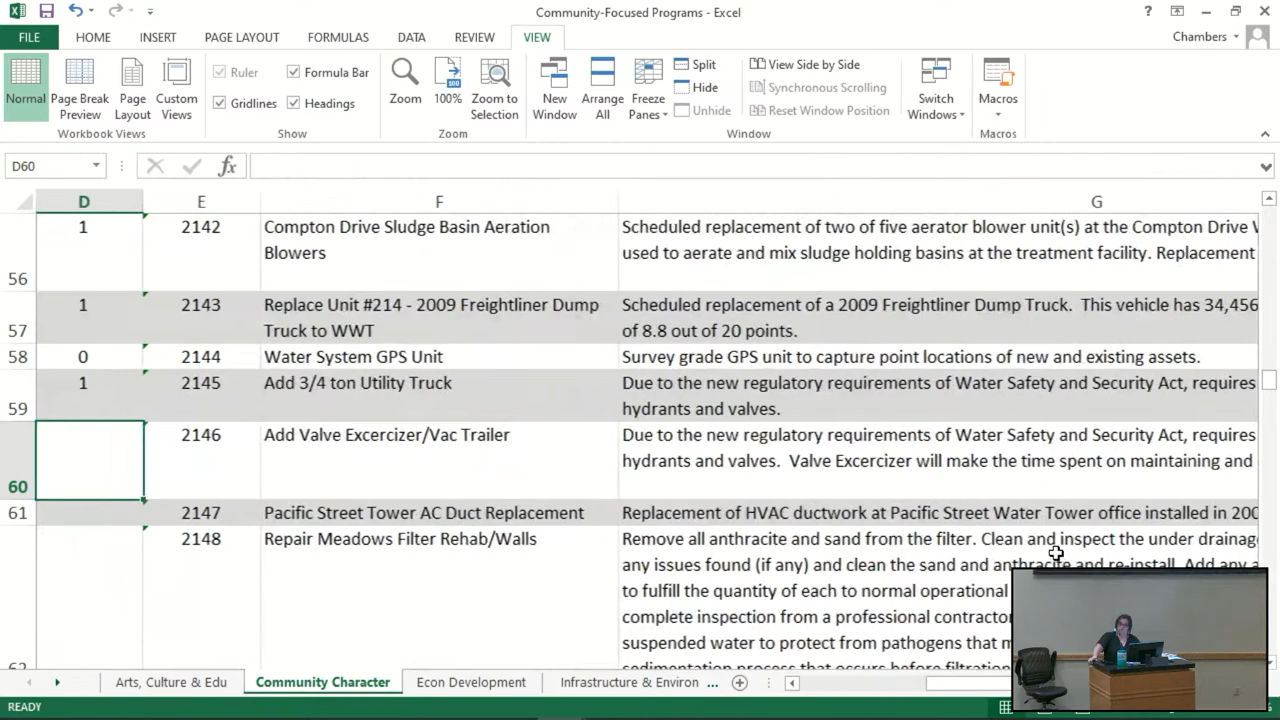 Community-Focused Programs - Excel
FILE HOME INSERT PAGE LAYOUT FORMULAS DATA REVIEW VIEW Chambers
Normal Page Break Preview Page Layout Custom Views
Workbook Views
Ruler Formula Bar
Gridlines Headings
Show
Zoom 100% Zoom to Selection
Zoom
New Window Arrange All Freeze Panes
Split
Hide
Unhide
View Side by Side
Synchronous Scrolling
Reset Window Position
Switch Windows
Window
Macros
Macros
D60 fx
D E F G
56 1 2142 Compton Drive Sludge Basin Aeration Scheduled replacement of two of five aerator blower unit(s) at the Compton Drive
Blowers used to aerate and mix sludge holding basins at the treatment facility. Replacement
57 1 2143 Replace Unit #214 - 2009 Freightliner Dump Scheduled replacement of a 2009 Freightliner Dump Truck. This vehicle has 34,456
Truck to WWT of 8.8 out of 20 points.
58 0 2144 Water System GPS Unit Survey grade GPS unit to capture point locations of new and existing assets.
59 1 2145 Add 3/4 ton Utility Truck Due to the new regulatory requirements of Water Safety and Security Act, requires
hydrants and valves.
60 2146 Add Valve Excercizer/Vac Trailer Due to the new regulatory requirements of Water Safety and Security Act, requires
hydrants and valves. Valve Excercizer will make the time spent on maintaining and
61 2147 Pacific Street Tower AC Duct Replacement Replacement of HVAC ductwork at Pacific Street Water Tower office installed in 200
2148 Repair Meadows Filter Rehab/Walls Remove all anthracite and sand from the filter. Clean and inspect the under drainag
any issues found (if any) and clean the sand and anthracite and re-install. Add any
to fulfill the quantity of each to normal operational
complete inspection from a professional contractor
suspended water to protect from pathogens that
sedimentation process that occurs before filtration
Arts, Culture & Edu Community Character Econ Development Infrastructure & Environ ...
READY